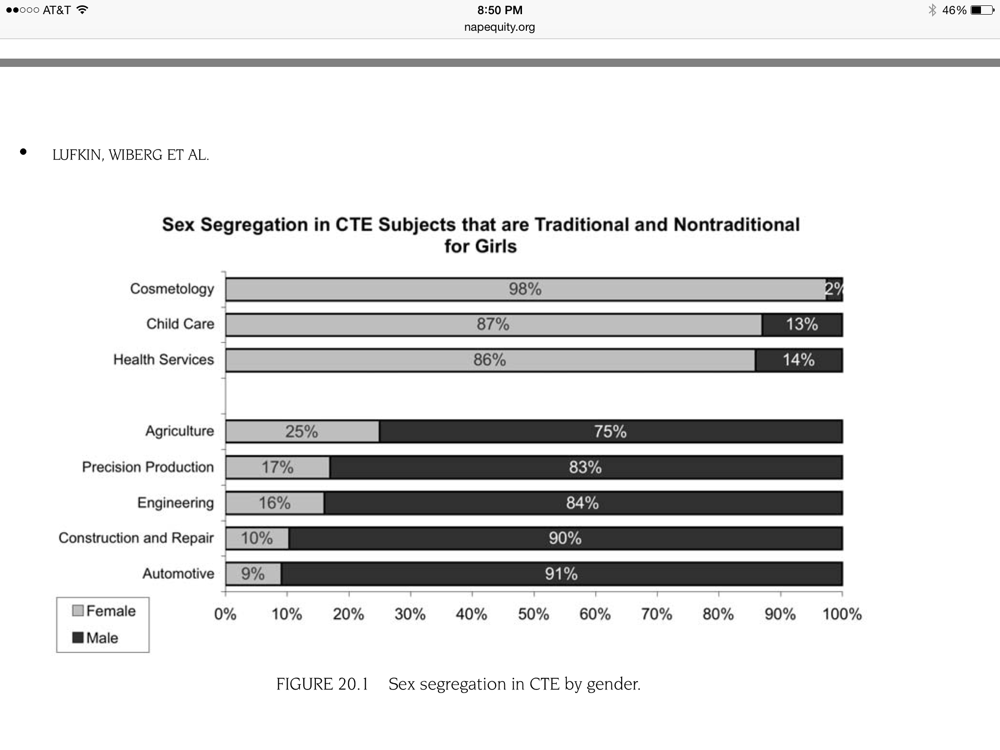 AT&T 8:50 PM 46%
napequity.org
LUFKIN, WIBERG ET AL.
Sex Segregation in CTE Subjects that are Traditional and Nontraditional
for Girls
Cosmetology 98% 2%
Child Care 87% 13%
Health Services 86% 14%
Agriculture 25% 75%
Precision Production 17% 83%
Engineering 16% 84%
Construction and Repair 10% 90%
Automotive 9% 91%
0% 10% 20% 30% 40% 50% 60% 70% 80% 90% 100%
Female
Male
FIGURE 20.1 Sex segregation in CTE by gender.